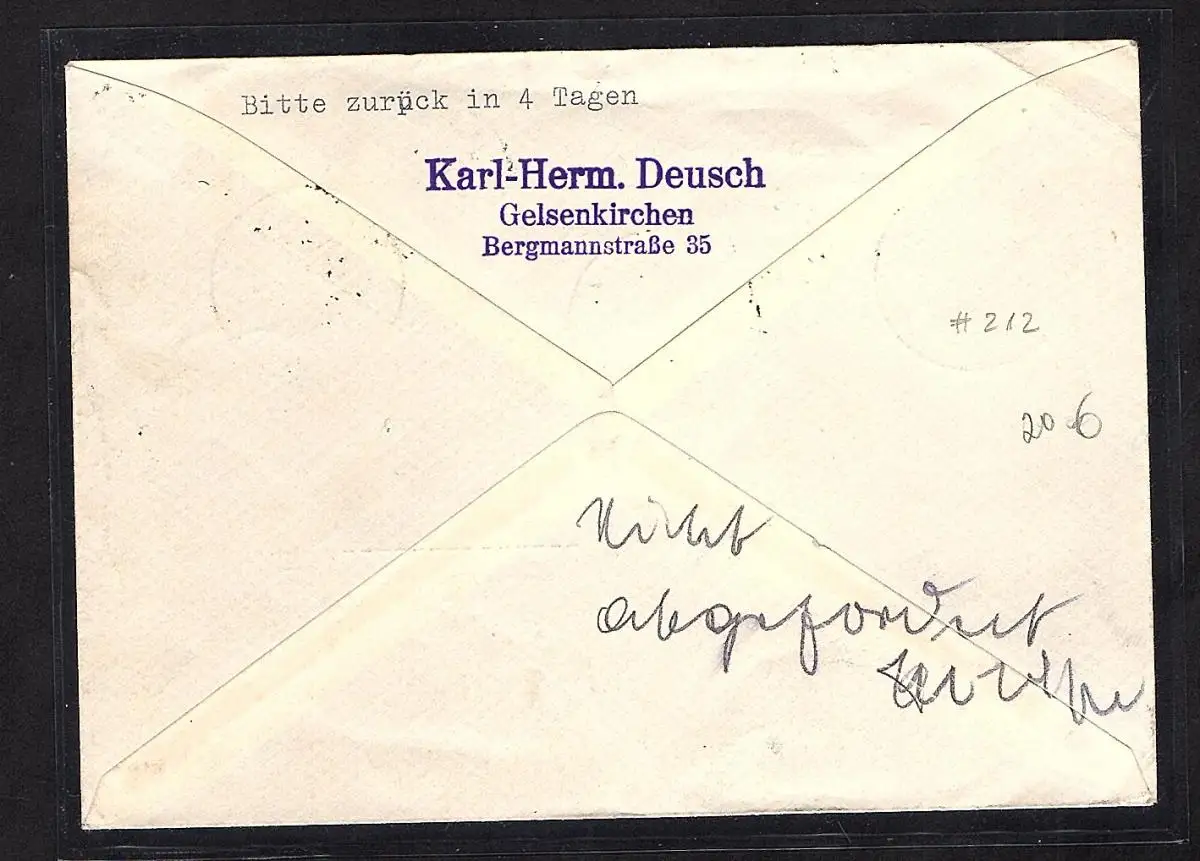 Bitte zurück in 4 Tagen
Karl-Herm. Deusch
Gelsenkirchen
Bergmannstraße 35
# 212
20 6
Nicht
abgefordert